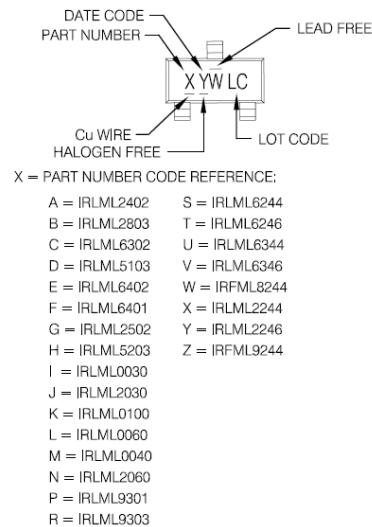 DATE CODE
PART NUMBER
LEAD FREE
X YW LC
Cu WIRE
HALOGEN FREE
LOT CODE
X = PART NUMBER CODE REFERENCE:
A = IRLML2402 S = IRLML6244
B = IRLML2803 T = IRLML6246
C = IRLML6302 U = IRLML6344
D = IRLML5103 V = IRLML6346
E = IRLML6402 W = IRFML8244
F = IRLML6401 X = IRLML2244
G = IRLML2502 Y = IRLML2246
H = IRLML5203 Z = IRFML9244
I = IRLML0030
J = IRLML2030
K = IRLML0100
L = IRLML0060
M = IRLML0040
N = IRLML2060
P = IRLML9301
R = IRLML9303